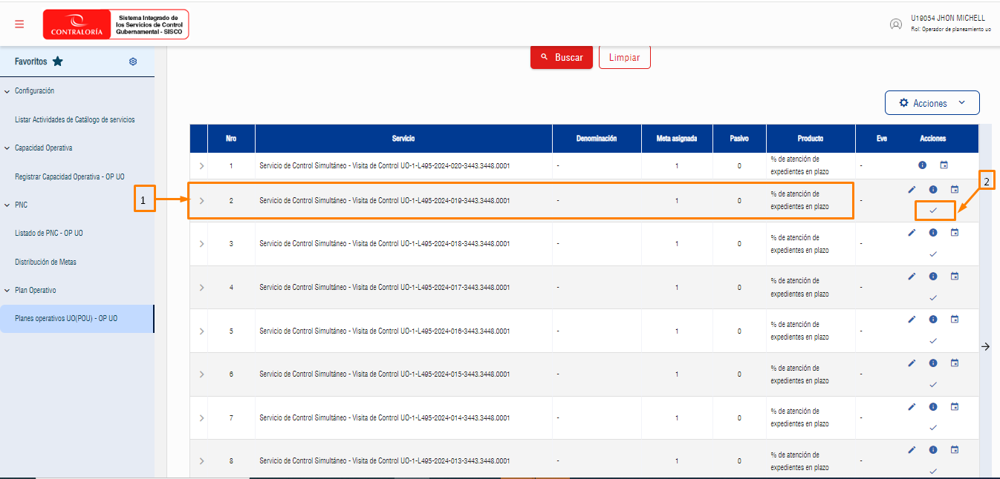 CONTRALORÍA
Sistema Integrado de
los Servicios de Control
Gubernamental - SISCO
U19054 JHON MICHELL
Rol: Operador de planeamiento uo
Favoritos
Configuración
Listar Actividades de Catálogo de servicios
Capacidad Operativa
Registrar Capacidad Operativa - OP UO
PNC
Listado de PNC - OP UO
Distribución de Metas
Plan Operativo
Planes operativos UO(POU) - OP UO
Buscar Limpiar
Acciones
Nro Servicio Denominación Meta asignada Pasivo Producto Eve Acciones
1 Servicio de Control Simultáneo - Visita de Control UO-1-L495-2024-020-3443.3448.0001 - 1 0 % de atención de
expedientes en plazo -
2 Servicio de Control Simultáneo - Visita de Control UO-1-L495-2024-019-3443.3448.0001 - 1 0 % de atención de
expedientes en plazo -
1
2
3 Servicio de Control Simultáneo - Visita de Control UO-1-L495-2024-018-3443.3448.0001 - 1 0 % de atención de
expedientes en plazo -
4 Servicio de Control Simultáneo - Visita de Control UO-1-L495-2024-017-3443.3448.0001 - 1 0 % de atención de
expedientes en plazo -
5 Servicio de Control Simultáneo - Visita de Control UO-1-L495-2024-016-3443.3448.0001 - 1 0 % de atención de
expedientes en plazo -
6 Servicio de Control Simultáneo - Visita de Control UO-1-L495-2024-015-3443.3448.0001 - 1 0 % de atención de
expedientes en plazo -
7 Servicio de Control Simultáneo - Visita de Control UO-1-L495-2024-014-3443.3448.0001 - 1 0 % de atención de
expedientes en plazo -
8 Servicio de Control Simultáneo - Visita de Control UO-1-L495-2024-013-3443.3448.0001 - 1 0 % de atención de
expedientes en plazo -